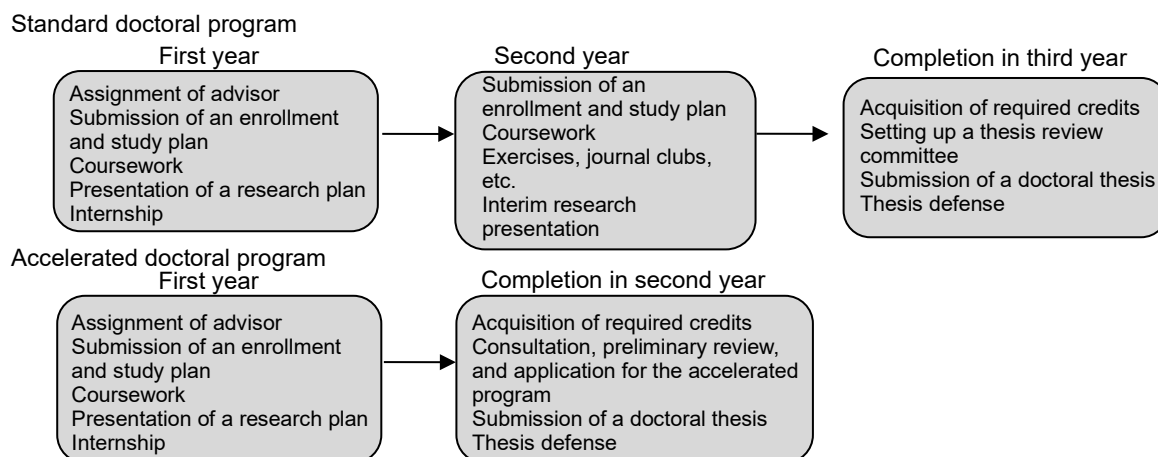 Standard doctoral program
First year
Assignment of advisor
Submission of an enrollment
and study plan
Coursework
Presentation of a research plan
Internship
Second year
Submission of an
enrollment and study plan
Coursework
Exercises, journal clubs,
etc.
Interim research
presentation
Completion in third year
Acquisition of required credits
Setting up a thesis review
committee
Submission of a doctoral thesis
Thesis defense
Accelerated doctoral program
First year
Assignment of advisor
Submission of an enrollment
and study plan
Coursework
Presentation of a research plan
Internship
Completion in second year
Acquisition of required credits
Consultation, preliminary review,
and application for the accelerated
program
Submission of a doctoral thesis
Thesis defense